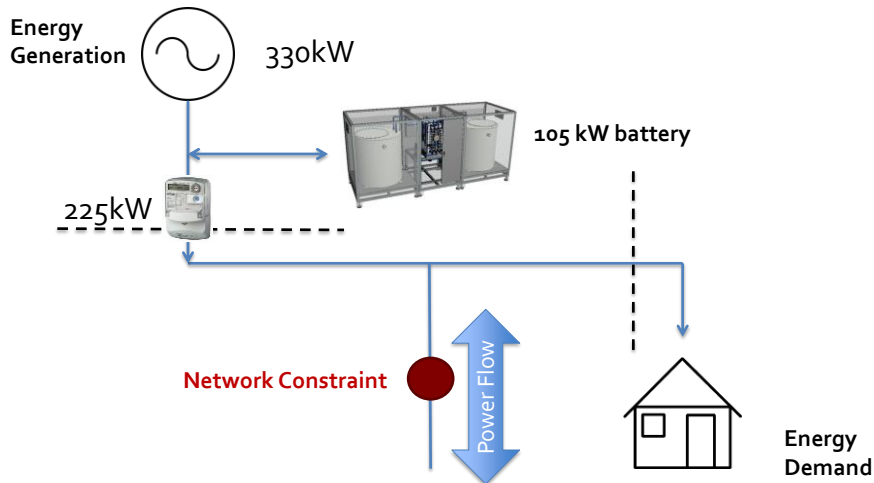 Energy
Generation
330kW
105 kW battery
225kW
Network Constraint
Power Flow
Energy
Demand